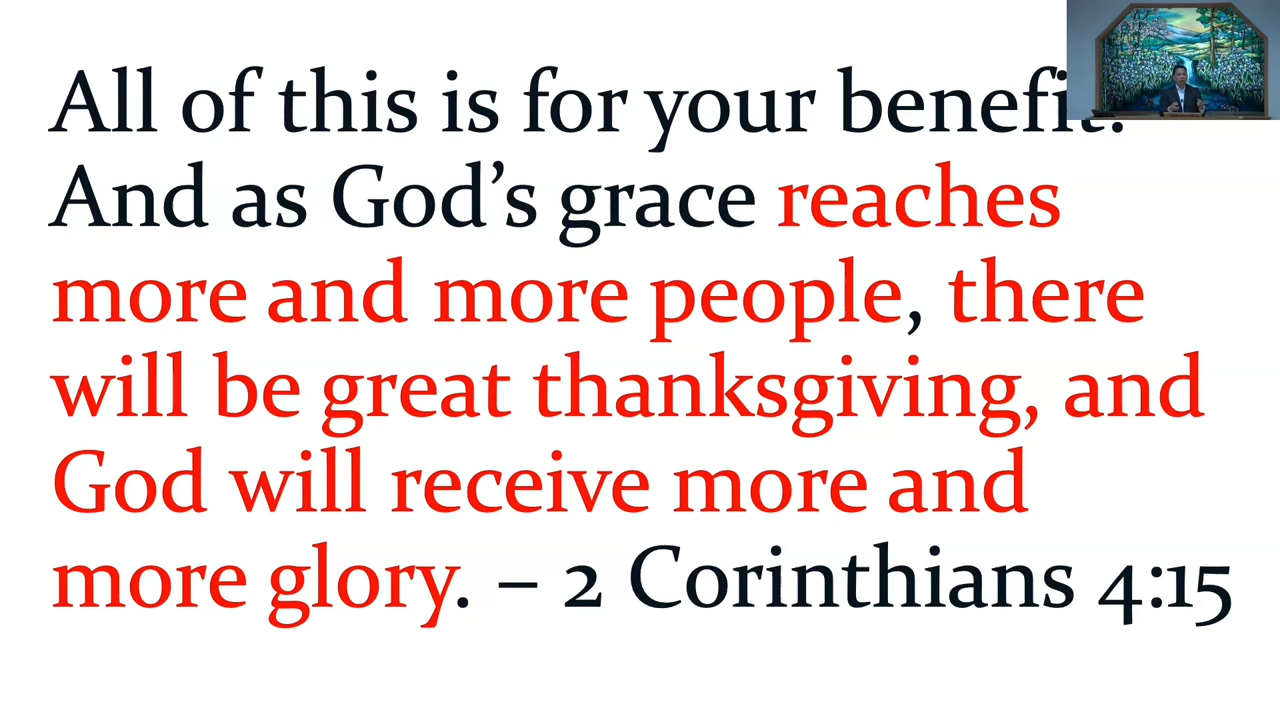 All of this is for your benefit.
And as God’s grace reaches
more and more people, there
will be great thanksgiving, and
God will receive more and
more glory. – 2 Corinthians 4:15